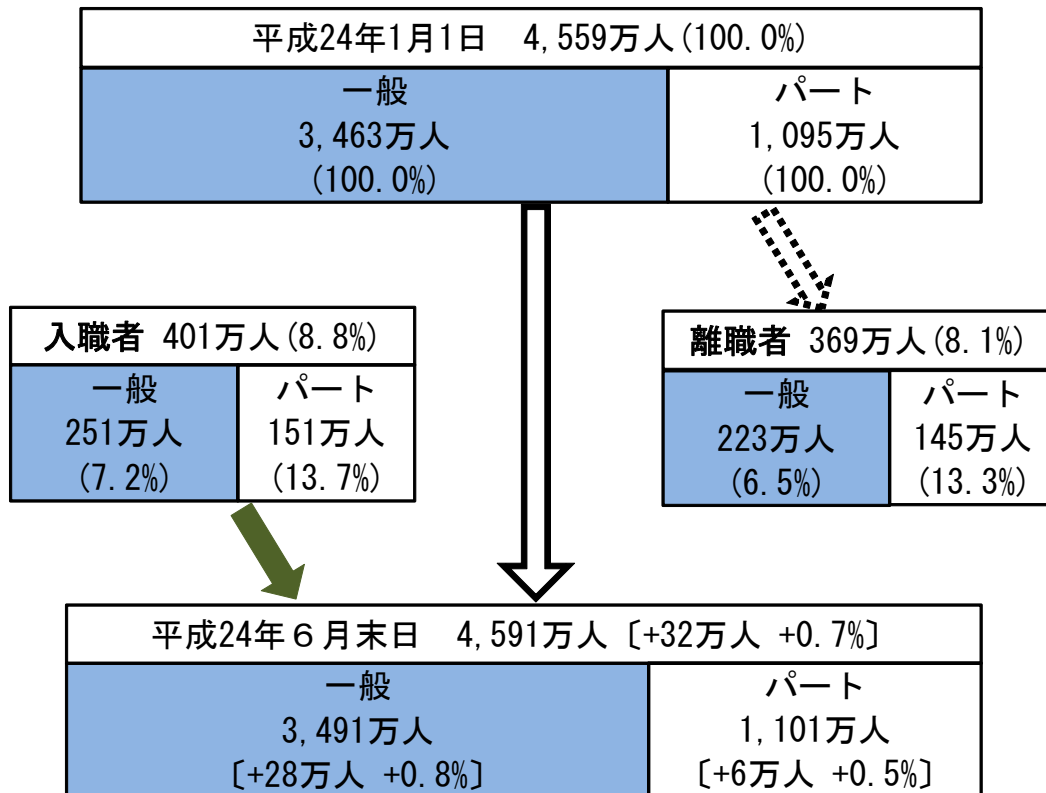 平成24年1月1日　4,559万人(100.0%)
一般
3,463万人
(100.0%)
パート
1,095万人
(100.0%)
入職者 401万人(8.8%)
一般
251万人
(7.2%)
パート
151万人
(13.7%)
離職者 369万人(8.1%)
一般
223万人
(6.5%)
パート
145万人
(13.3%)
平成24年６月末日　4,591万人〔+32万人 +0.7%〕
一般
3,491万人
〔+28万人 +0.8%〕
パート
1,101万人
〔+6万人 +0.5%〕